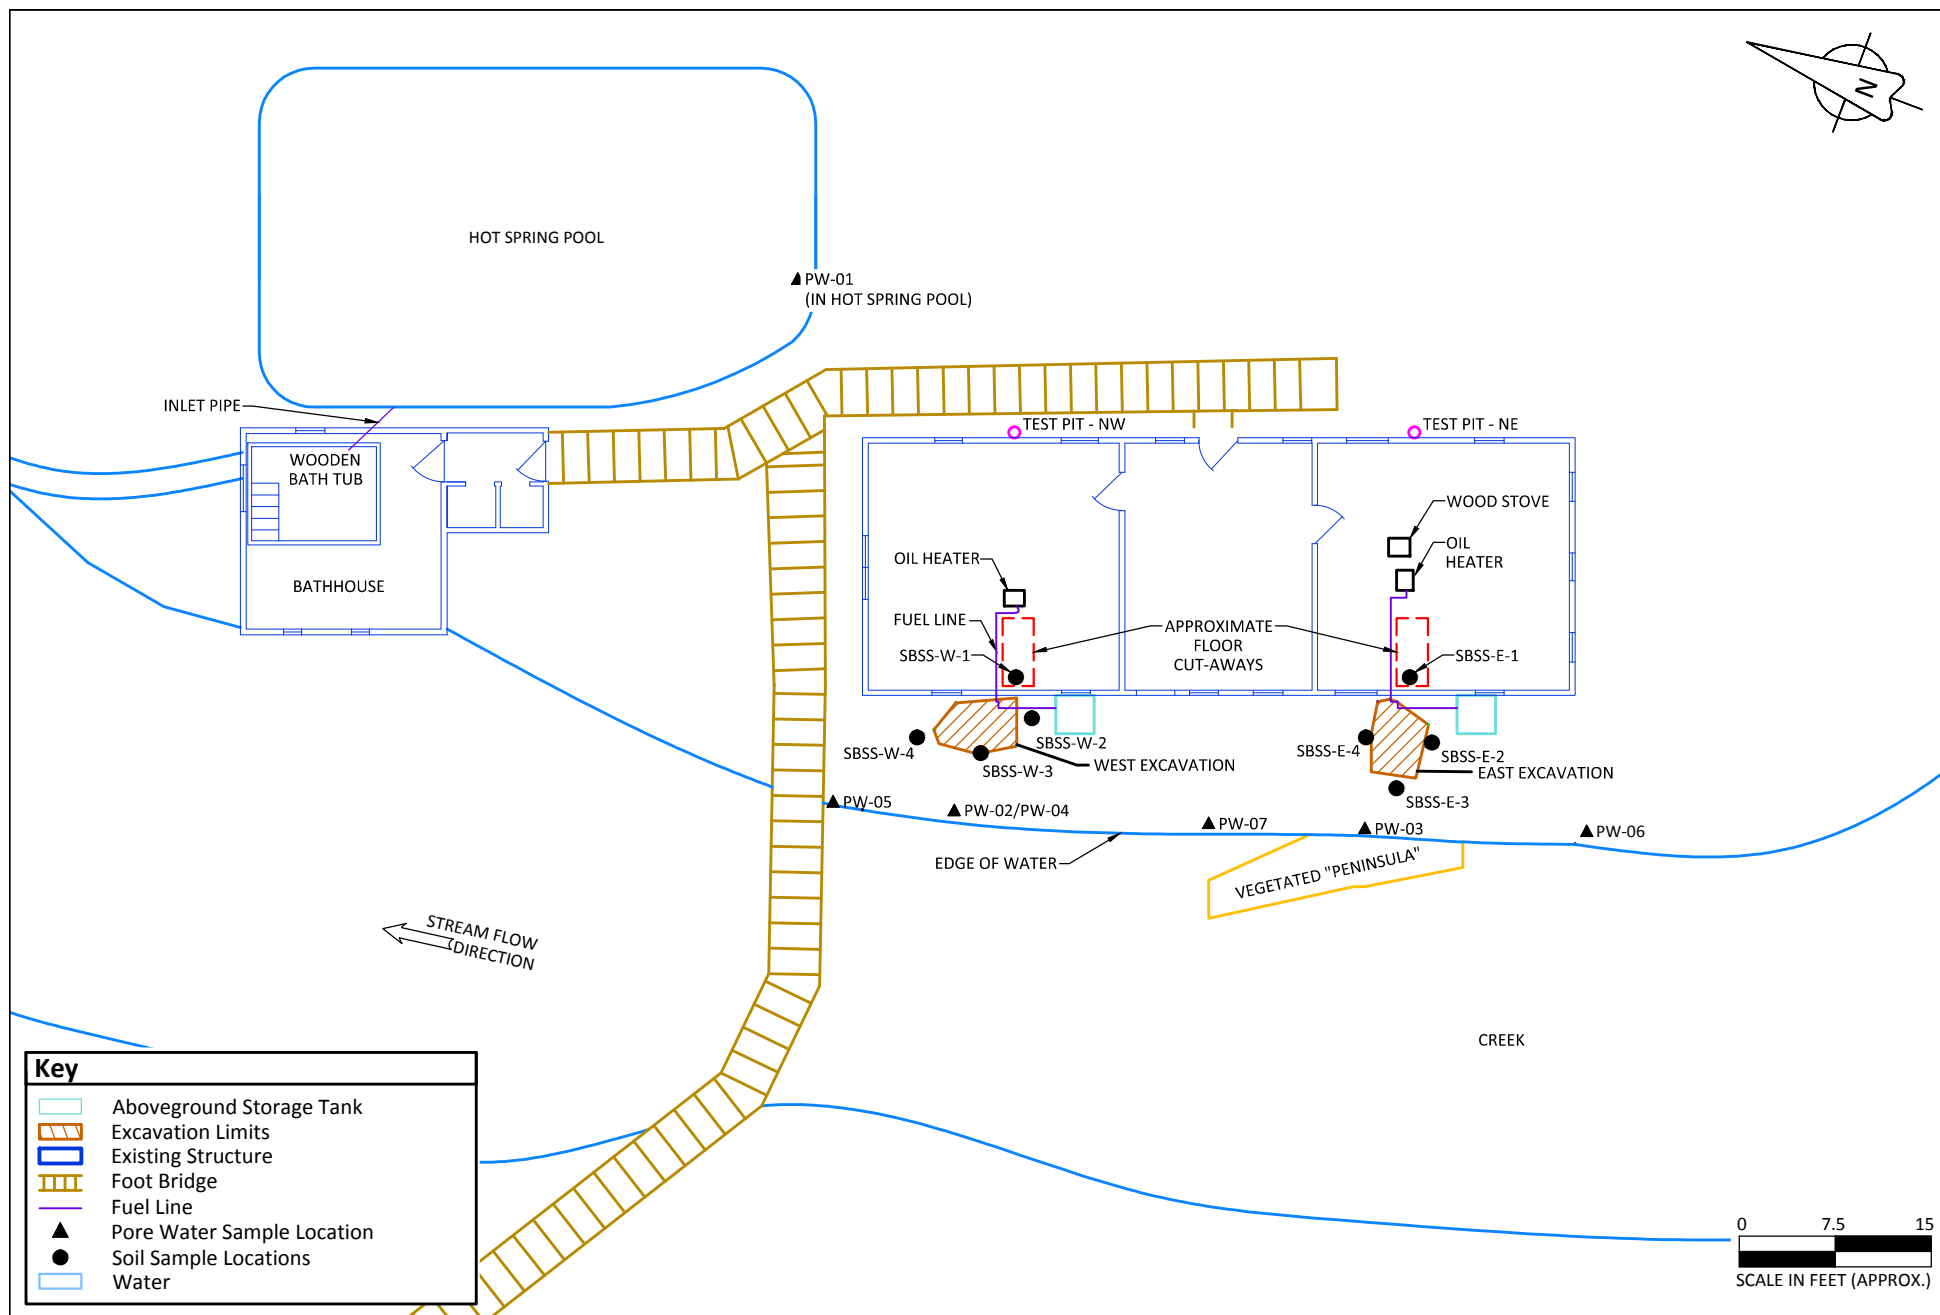 N
HOT SPRING POOL
PW-01
(IN HOT SPRING POOL)
INLET PIPE
TEST PIT - NW
TEST PIT - NE
WOODEN
BATH TUB
WOOD STOVE
OIL HEATER
OIL
HEATER
BATHHOUSE
FUEL LINE
APPROXIMATE
FLOOR
CUT-AWAYS
SBSS-W-1
SBSS-E-1
SBSS-W-4
SBSS-W-2
SBSS-W-3
WEST EXCAVATION
SBSS-E-4
SBSS-E-2
EAST EXCAVATION
SBSS-E-3
PW-05
PW-02/PW-04
PW-07
PW-03
PW-06
EDGE OF WATER
VEGETATED "PENINSULA"
STREAM FLOW
DIRECTION
CREEK
Key
Aboveground Storage Tank
Excavation Limits
Existing Structure
Foot Bridge
Fuel Line
Pore Water Sample Location
Soil Sample Locations
Water
0 7.5 15
SCALE IN FEET (APPROX.)